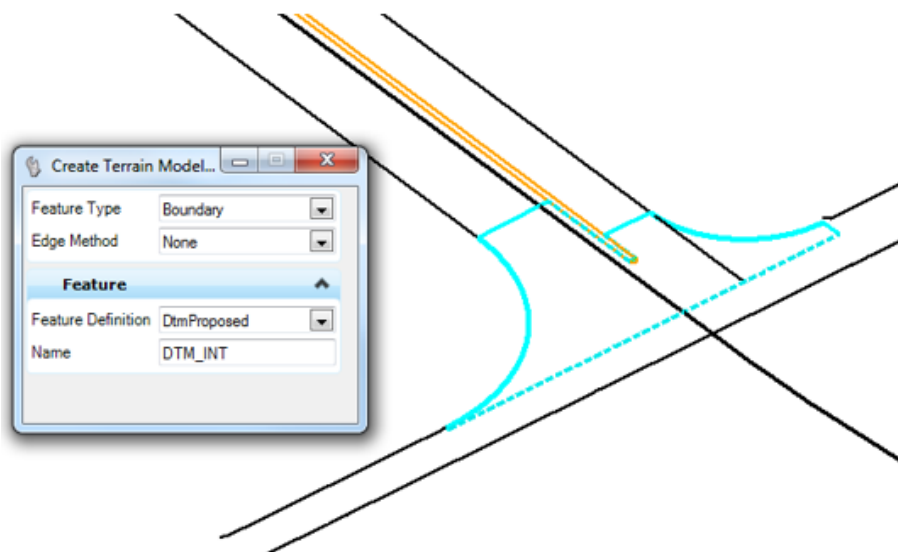 Create Terrain Model...
Feature Type Boundary
Edge Method None
Feature
Feature Definition DtmProposed
Name DTM_INT